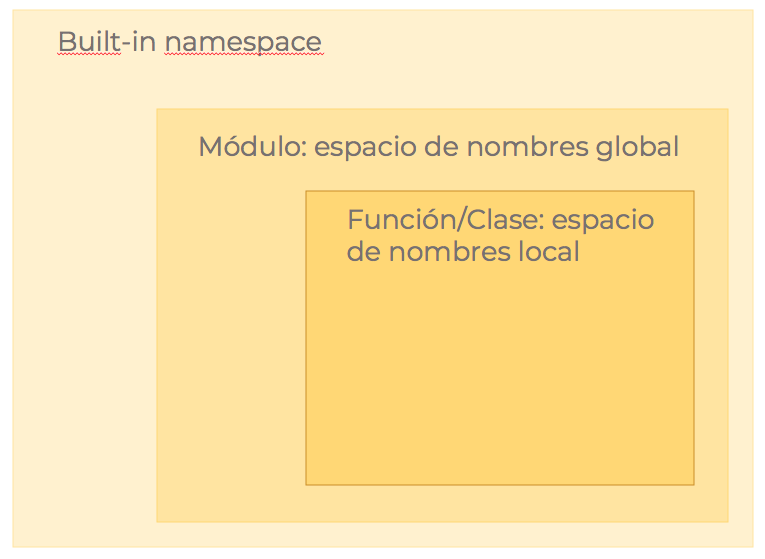 Built-in namespace
Módulo: espacio de nombres global
Función/Clase: espacio
de nombres local